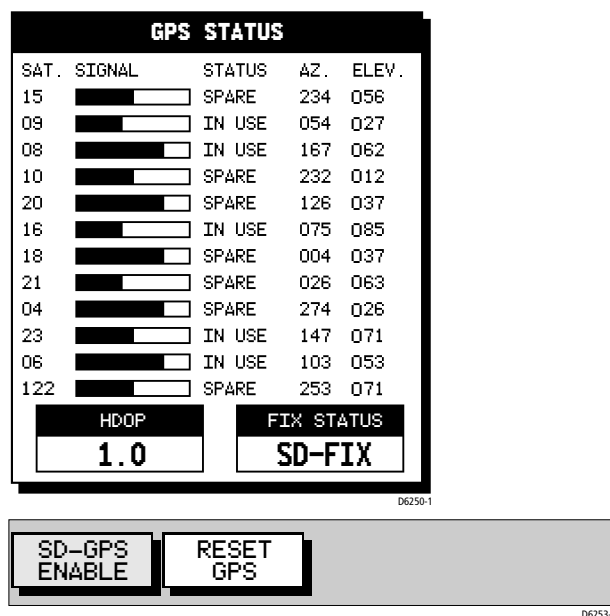 GPS STATUS
SAT. SIGNAL STATUS AZ. ELEV.
15 SPARE 234 056
09 IN USE 054 027
08 IN USE 167 062
10 SPARE 232 012
20 SPARE 126 037
16 IN USE 075 085
18 SPARE 004 037
21 SPARE 026 063
04 SPARE 274 026
23 IN USE 147 071
06 IN USE 103 053
122 SPARE 253 071
HDOP FIX STATUS
1.0 SD-FIX
D6250-1
SD-GPS RESET
ENABLE GPS